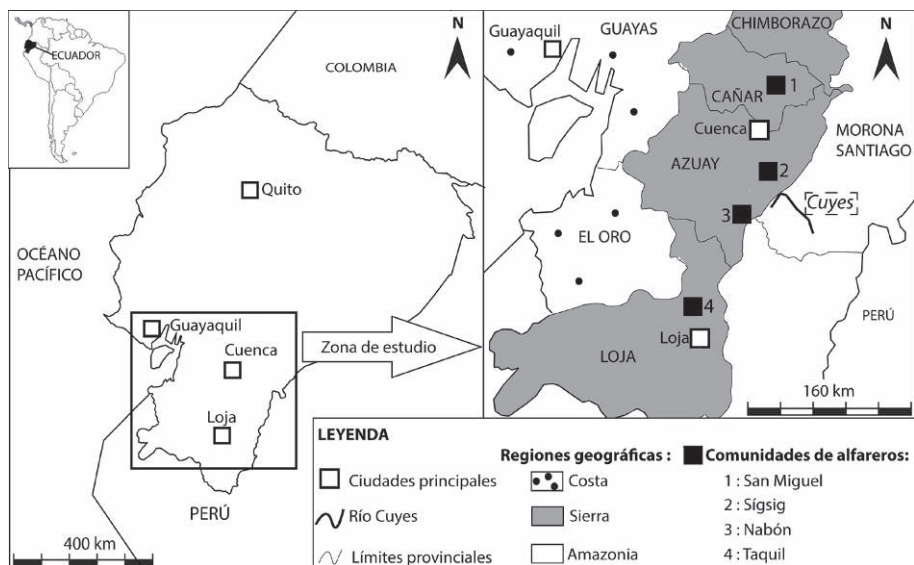 ECUADOR
N
COLOMBIA
Quito
OCÉANO
PACÍFICO
Guayaquil
Cuenca
Loja
PERÚ
400 km
Zona de estudio
CHIMBORAZO
N
Guayaquil
GUAYAS
CAÑAR
1
Cuenca
MORONA
SANTIAGO
AZUAY
2
3
Cuyes
EL ORO
4
PERÚ
Loja
LOJA
160 km
LEYENDA
Ciudades principales
Río Cuyes
Límites provinciales
Regiones geográficas :
Costa
Sierra
Amazonia
Comunidades de alfareros:
1 : San Miguel
2 : Sígsig
3 : Nabón
4 : Taquil